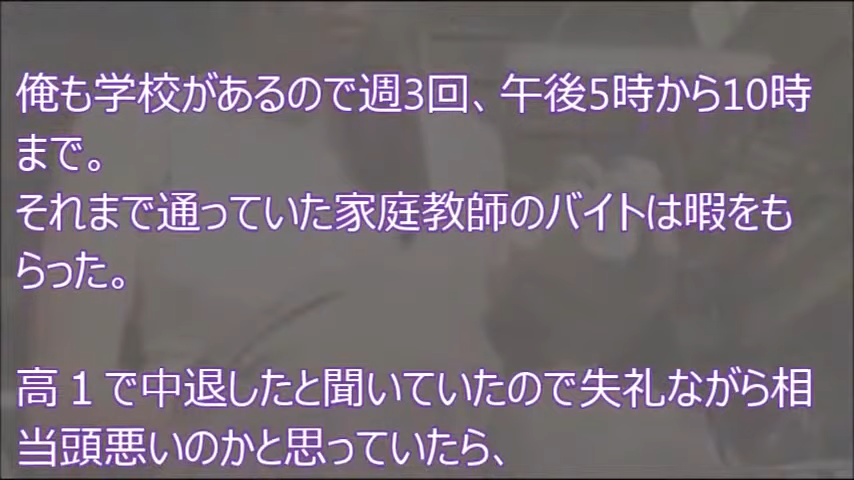 俺も学校があるので週3回、午後5時から10時
まで。
それまで通っていた家庭教師のバイトは暇をも
らった。
高１で中退したと聞いていたので失礼ながら相
当頭悪いのかと思っていたら、